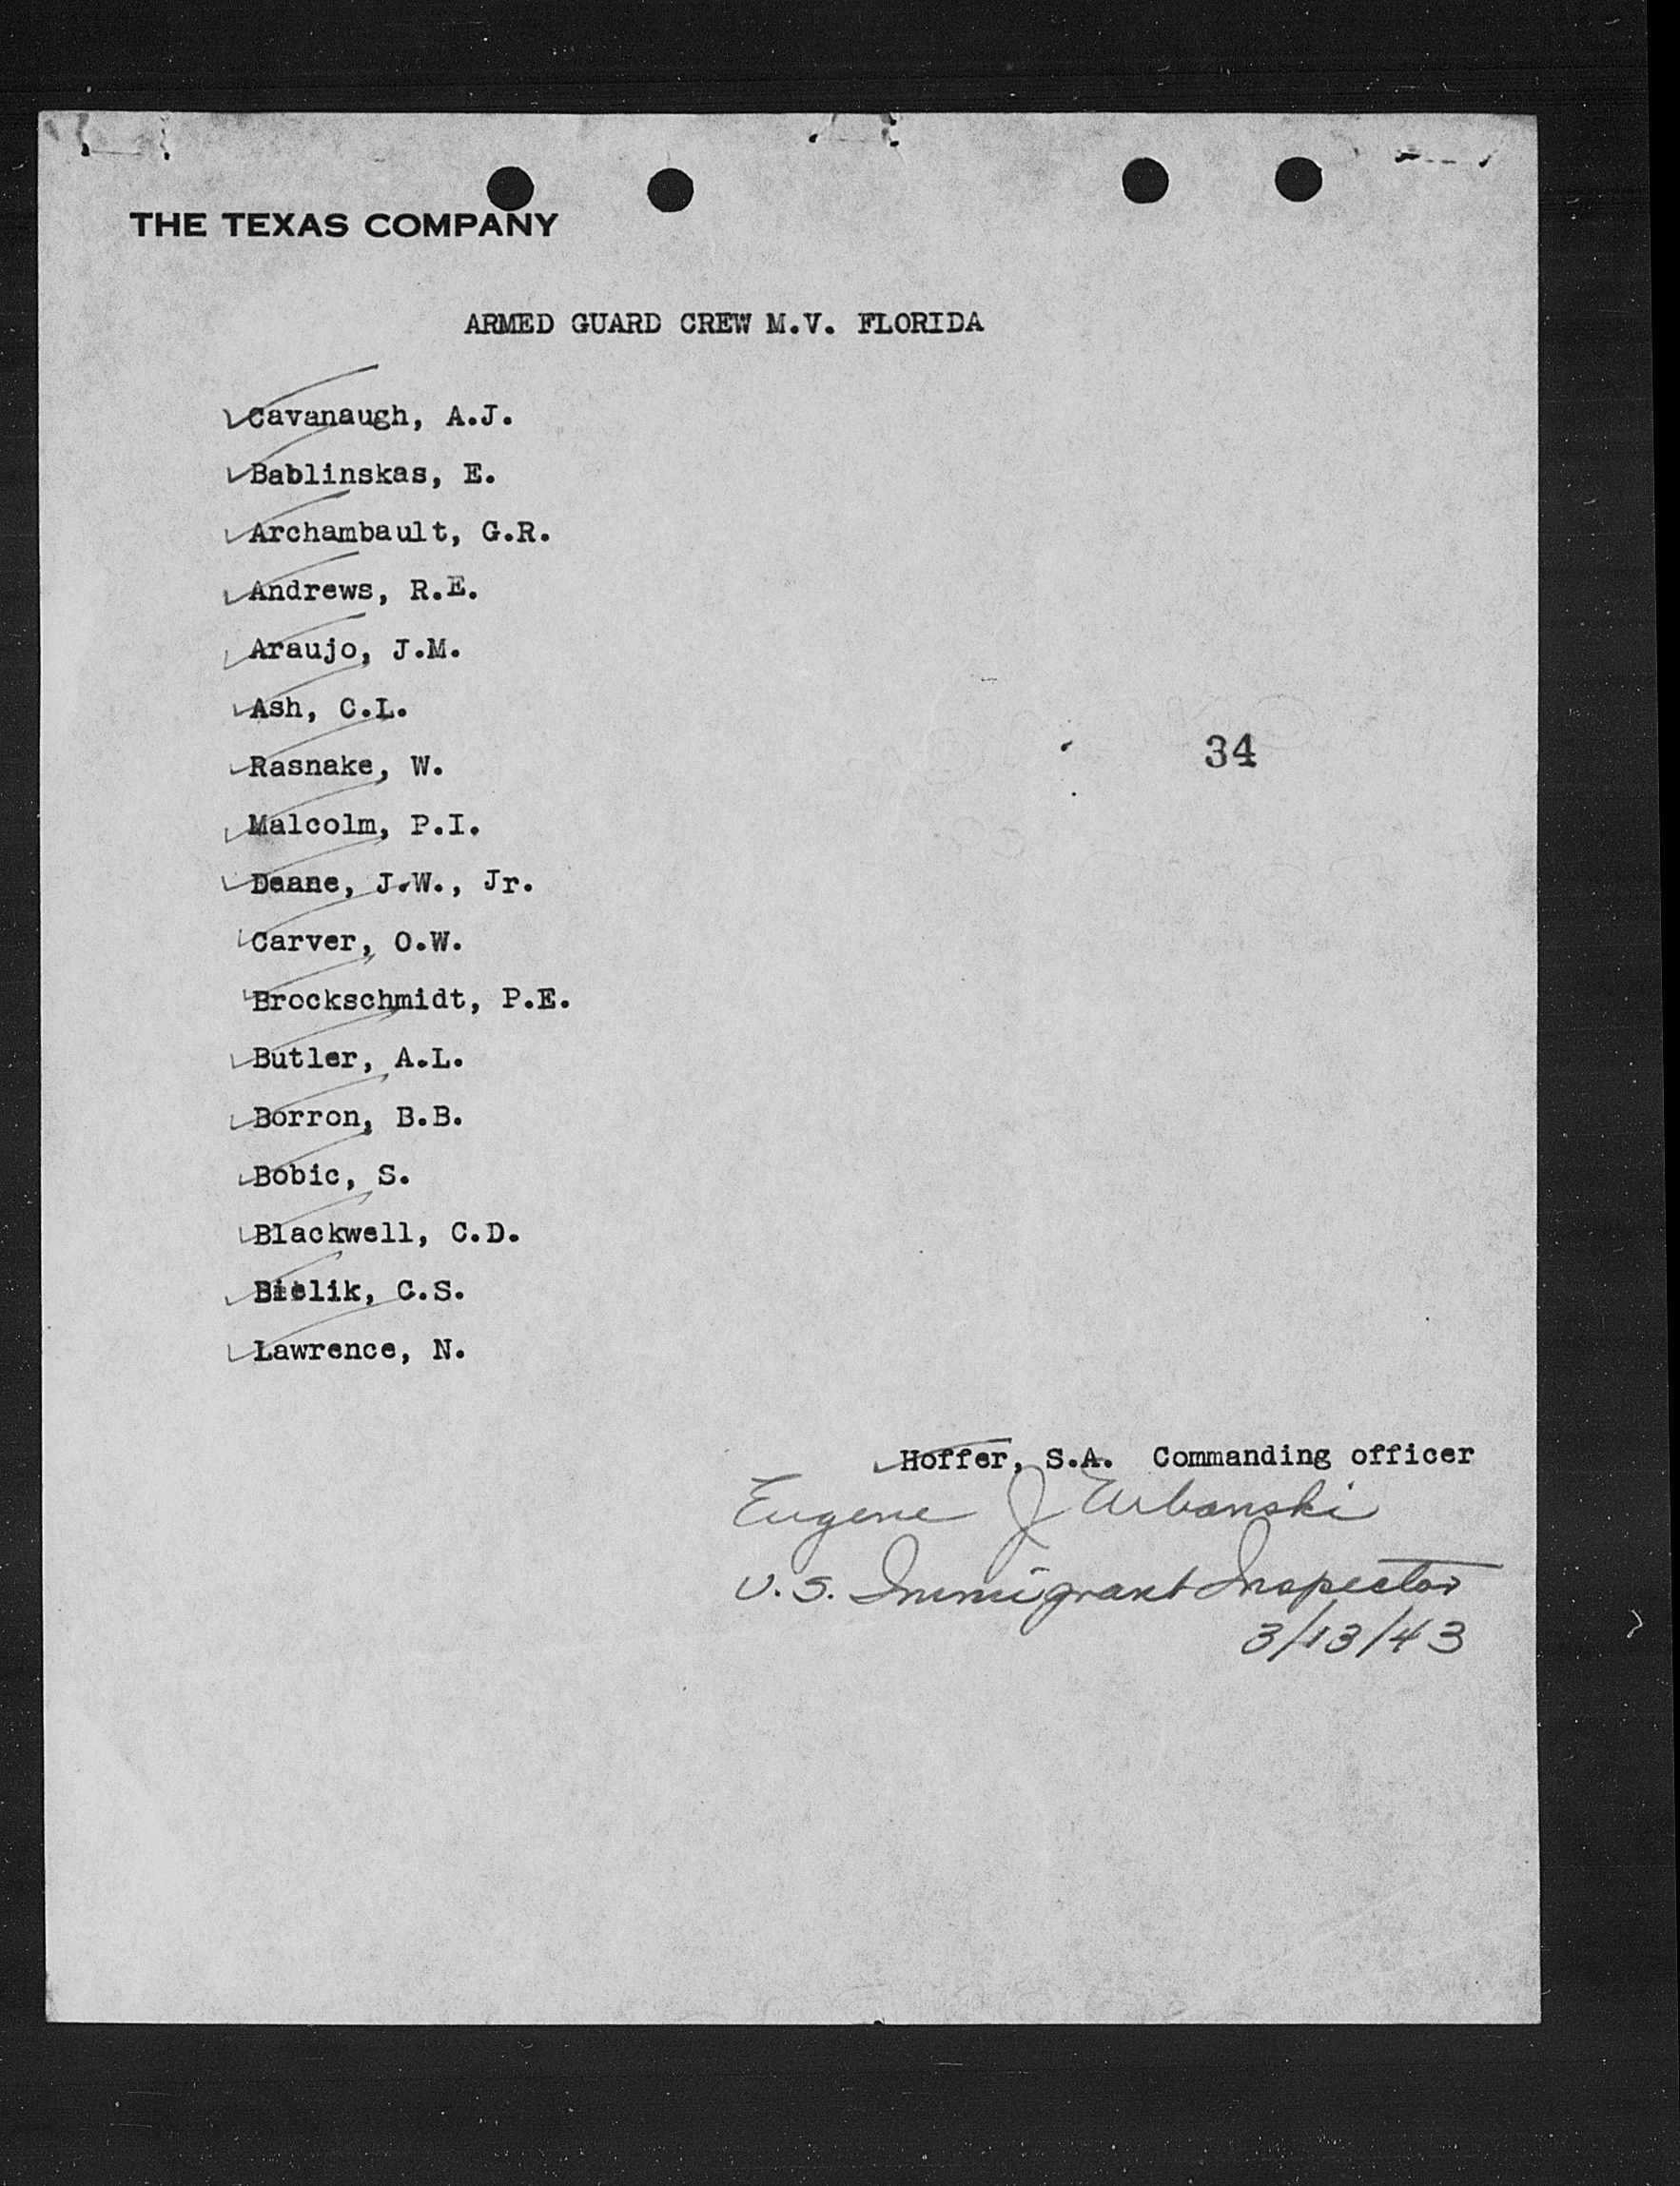 THE TEXAS COMPANY
ARMED GUARD CREW M.V. FLORIDA
Cavanaugh, A.J.
Bablinskas, E.
Archambault, G.R.
Andrews, R.E.
Araujo, J.M.
Ash, C.L.
Rasnake, W.
34
Malcolm, P.I.
Deane, J.W., Jr.
Carver, O.W.
Brockschmidt, P.E.
Butler, A.L.
Borron, B.B.
Bobic, S.
Blackwell, C.D.
Bielik, C.S.
Lawrence, N.
Hoffer, S.A. Commanding officer
Eugene J Urbanski
U.S. Immigrant Inspector
3/13/43